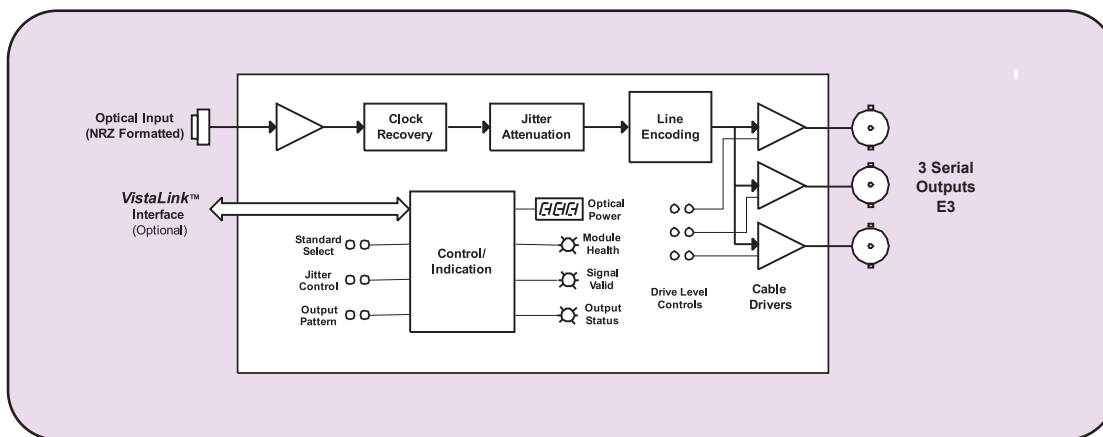 Optical Input
(NRZ Formatted)
Clock
Recovery
Jitter
Attenuation
Line
Encoding
3 Serial
Outputs
E3
VistaLink™
Interface
(Optional)
Standard
Select
Jitter
Control
Output
Pattern
Control/
Indication
Optical
Power
Module
Health
Signal
Valid
Output
Status
Drive Level
Controls
Cable
Drivers